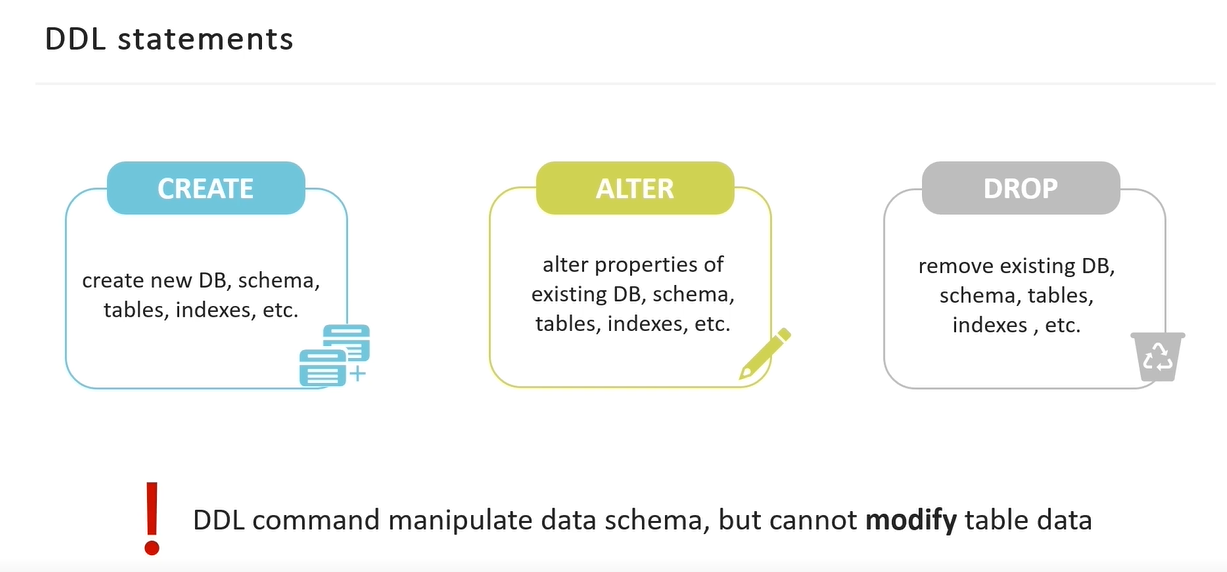 DDL statements
CREATE
create new DB, schema,
tables, indexes, etc.
ALTER
alter properties of
existing DB, schema,
tables, indexes, etc.
DROP
remove existing DB,
schema, tables,
indexes , etc.
! DDL command manipulate data schema, but cannot modify table data